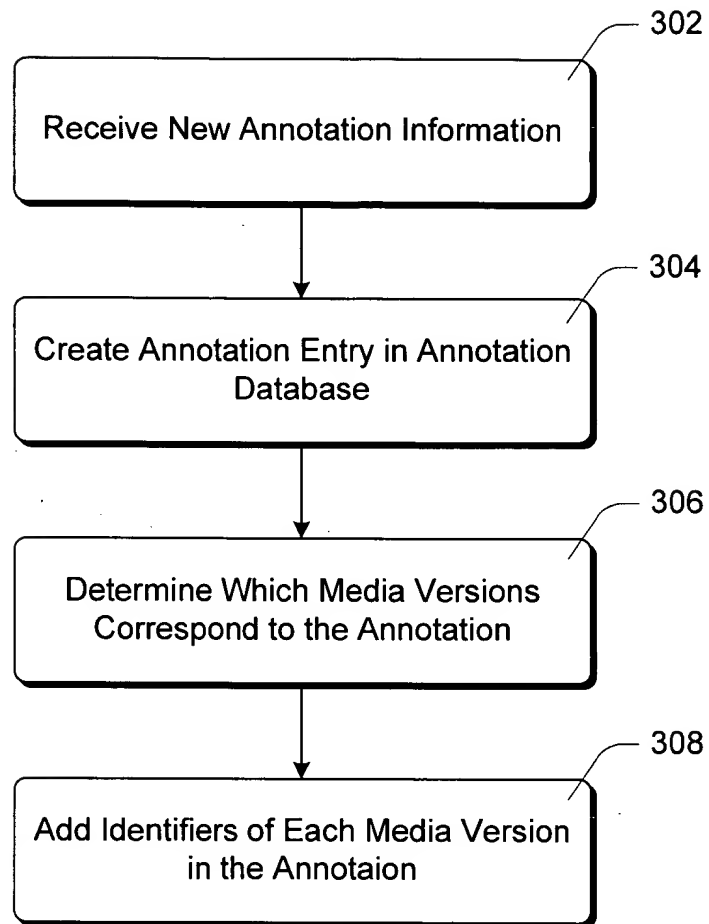 302
Receive New Annotation Information
304
Create Annotation Entry in Annotation
Database
306
Determine Which Media Versions
Correspond to the Annotation
308
Add Identifiers of Each Media Version
in the Annotaion